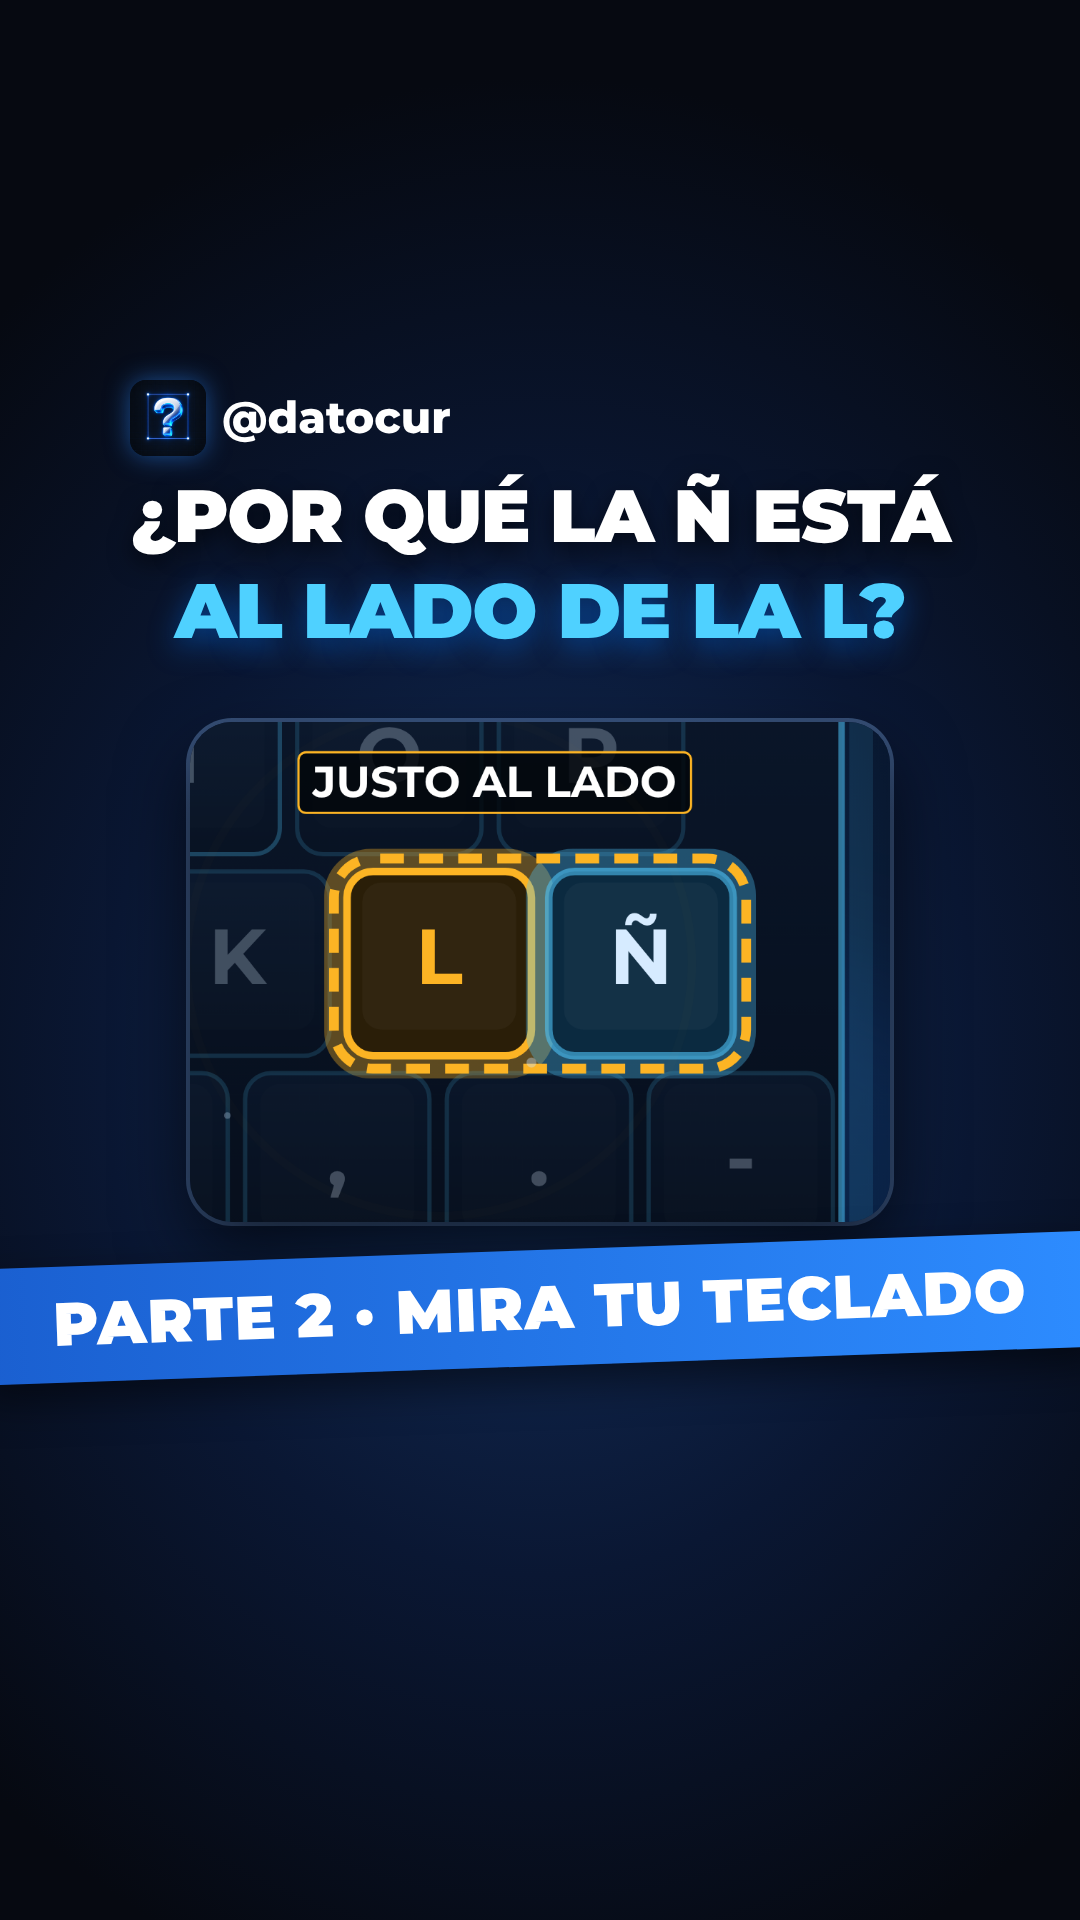 ?
@datocur
¿POR QUÉ LA Ñ ESTÁ
AL LADO DE LA L?
O P
JUSTO AL LADO
K L Ñ
, . -
PARTE 2 • MIRA TU TECLADO